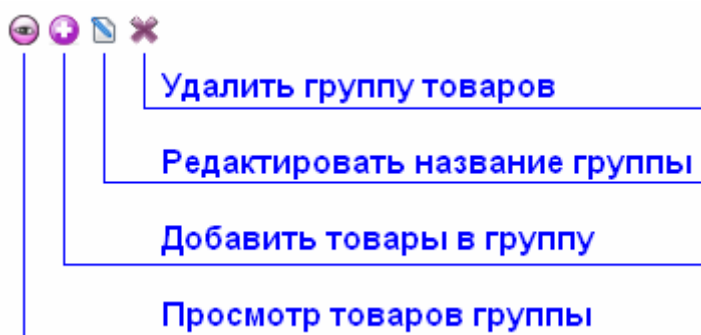 Удалить группу товаров
Редактировать название группы
Добавить товары в группу
Просмотр товаров группы